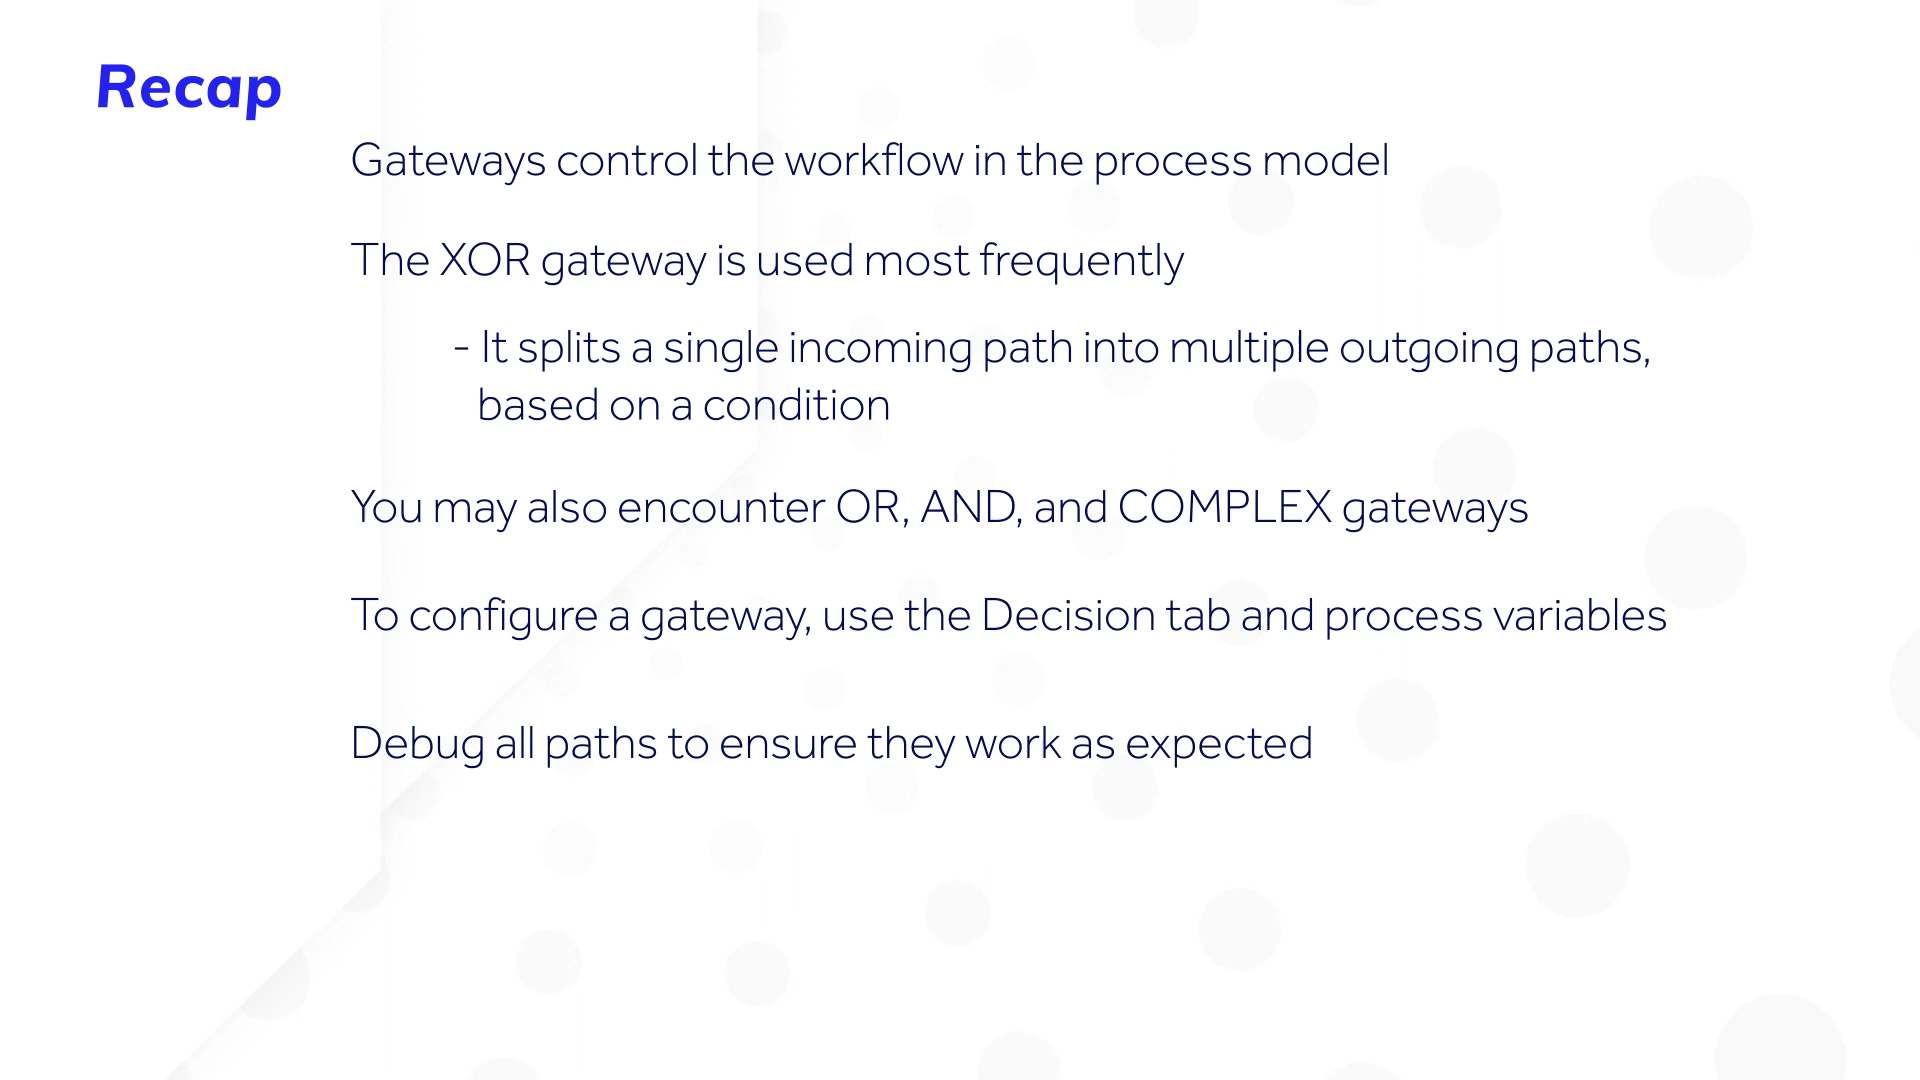 Recap
Gateways control the workflow in the process model
The XOR gateway is used most frequently
- It splits a single incoming path into multiple outgoing paths,
based on a condition
You may also encounter OR, AND, and COMPLEX gateways
To configure a gateway, use the Decision tab and process variables
Debug all paths to ensure they work as expected